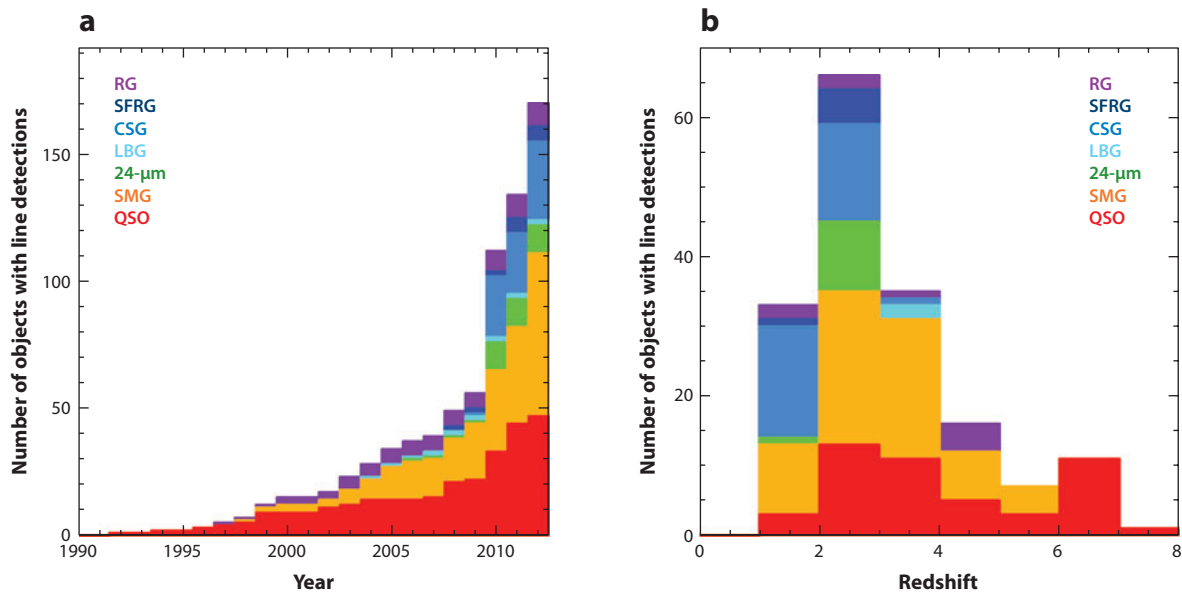 a
Number of objects with line detections
150
100
50
0
RG
SFRG
CSG
LBG
24-μm
SMG
QSO
1990
1995
2000
2005
2010
Year
b
Number of objects with line detections
60
40
20
0
RG
SFRG
CSG
LBG
24-μm
SMG
QSO
0
2
4
6
8
Redshift